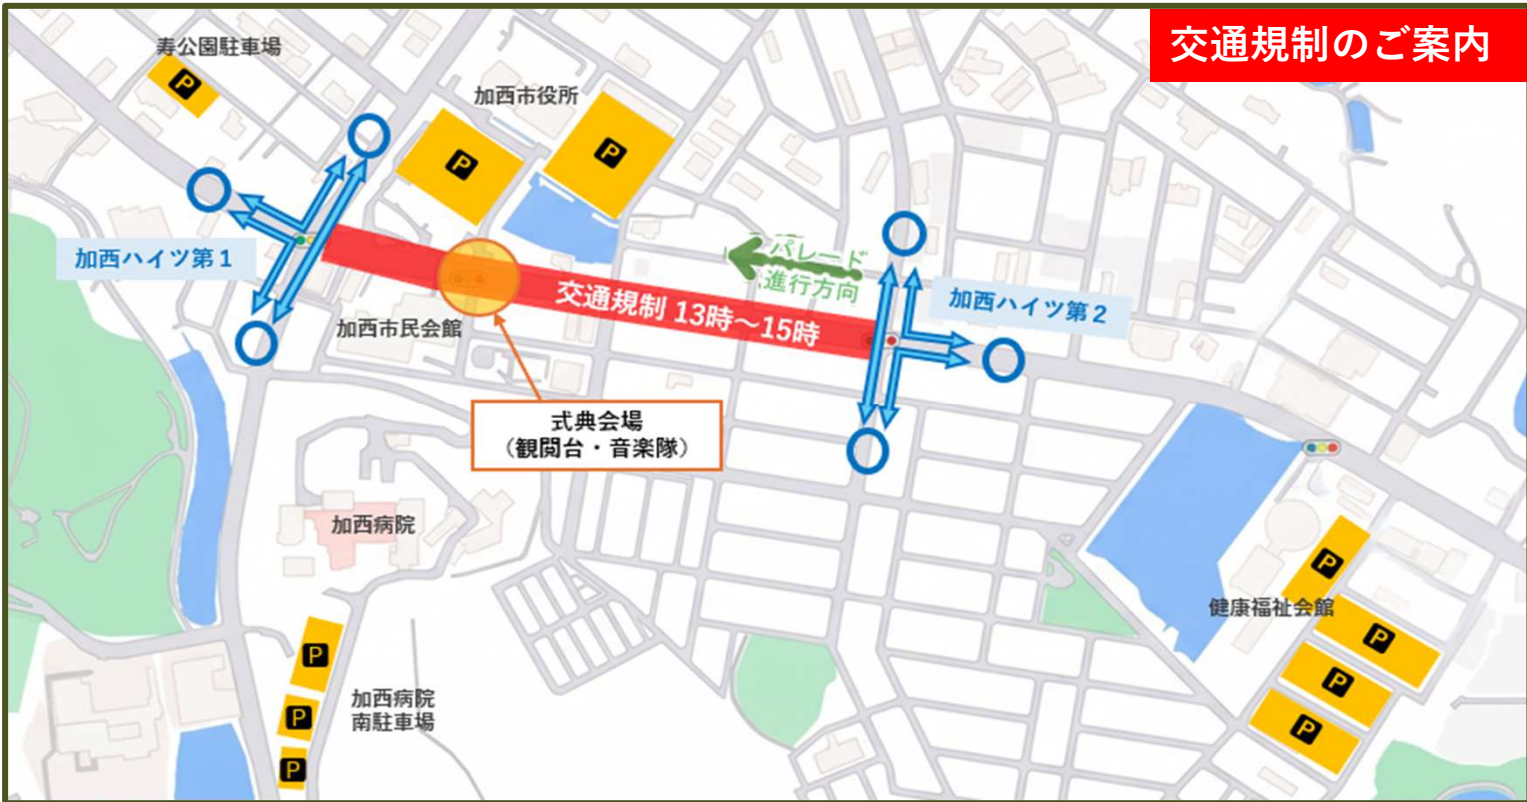 交通規制のご案内
寿公園駐車場
P
加西市役所
P
P
加西ハイツ第1
パレード
進行方向
加西ハイツ第2
交通規制 13時～15時
加西市民会館
式典会場
（観閲台・音楽隊）
加西病院
P
健康福祉会館
P
P
P
P
加西病院
南駐車場
P
P